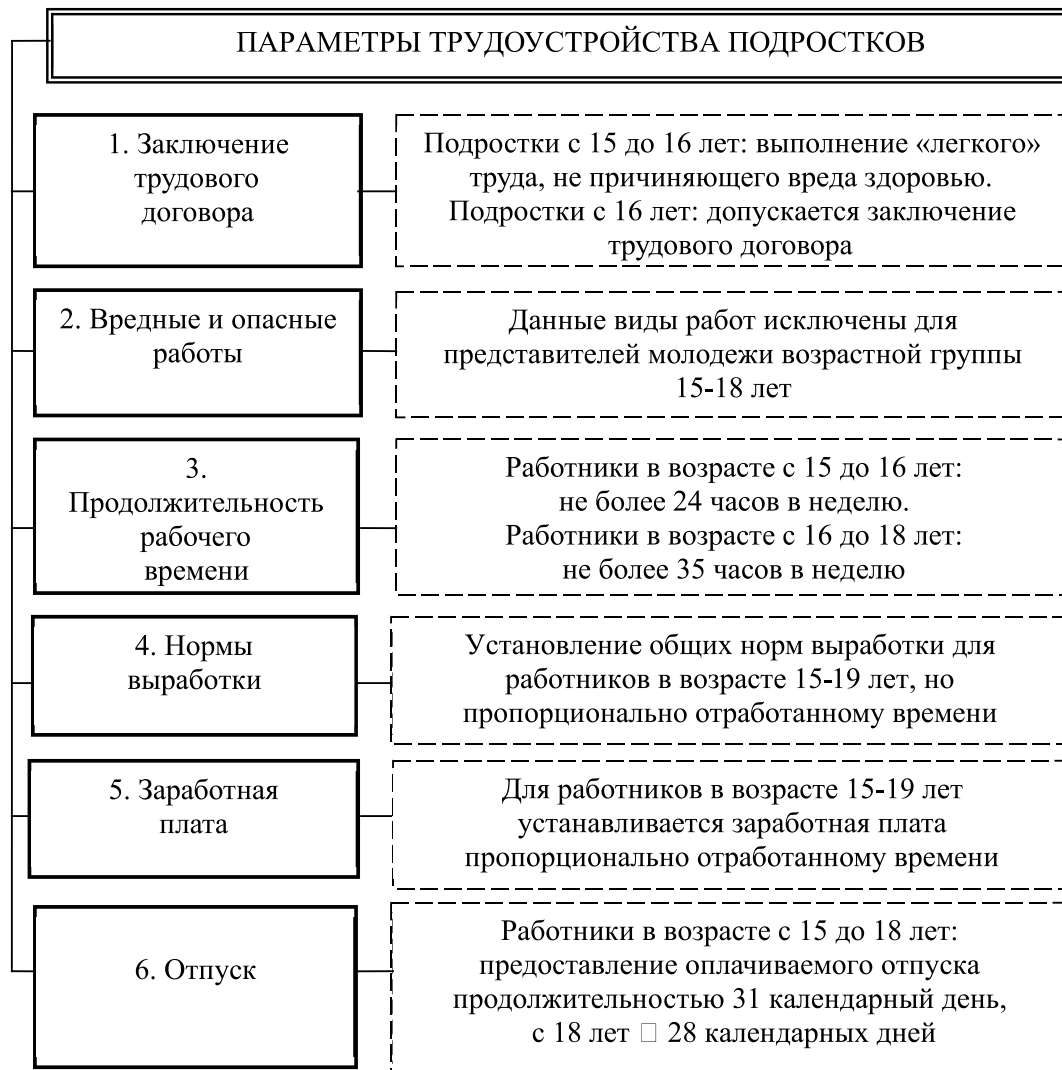 ПАРАМЕТРЫ ТРУДОУСТРОЙСТВА ПОДРОСТКОВ
1. Заключение
трудового
договора
Подростки с 15 до 16 лет: выполнение «легкого»
труда, не причиняющего вреда здоровью.
Подростки с 16 лет: допускается заключение
трудового договора
2. Вредные и опасные
работы
Данные виды работ исключены для
представителей молодежи возрастной группы
15-18 лет
3.
Продолжительность
рабочего
времени
Работники в возрасте с 15 до 16 лет:
не более 24 часов в неделю.
Работники в возрасте с 16 до 18 лет:
не более 35 часов в неделю
4. Нормы
выработки
Установление общих норм выработки для
работников в возрасте 15-19 лет, но
пропорционально отработанному времени
5. Заработная
плата
Для работников в возрасте 15-19 лет
устанавливается заработная плата
пропорционально отработанному времени
6. Отпуск
Работники в возрасте с 15 до 18 лет:
предоставление оплачиваемого отпуска
продолжительностью 31 календарный день,
с 18 лет □ 28 календарных дней